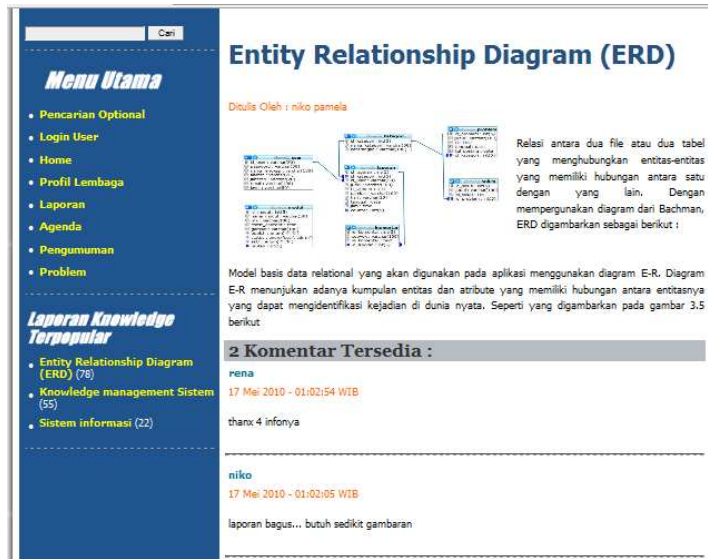 Cari
Menu Utama
Pencarian Optional
Login User
Home
Profil Lembaga
Laporan
Agenda
Pengumuman
Problem
Laporan Knowledge
Terpopular
Entity Relationship Diagram
(ERD) (78)
Knowledge management Sistem
(55)
Sistem informasi (22)
Entity Relationship Diagram (ERD)
Ditulis Oleh : niko pamela
Relasi antara dua file atau dua tabel
yang menghubungkan entitas-entitas
yang memiliki hubungan antara satu
dengan yang lain. Dengan
mempergunakan diagram dari Bachman,
ERD digambarkan sebagai berikut :
Model basis data relational yang akan digunakan pada aplikasi menggunakan diagram E-R. Diagram
E-R menunjukan adanya kumpulan entitas dan atribute yang memiliki hubungan antara entitasnya
yang dapat mengidentifikasi kejadian di dunia nyata. Seperti yang digambarkan pada gambar 3.5
berikut
2 Komentar Tersedia :
rena
17 Mei 2010 - 01:02:54 WIB
thanx 4 infonya
niko
17 Mei 2010 - 01:02:05 WIB
laporan bagus... butuh sedikit gambaran